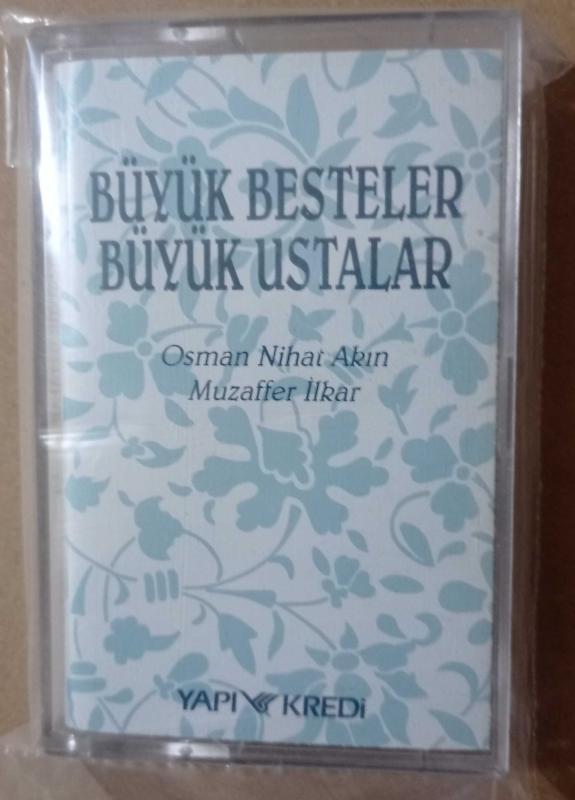 BÜYÜK BESTELER
BÜYÜK USTALAR
Osman Nihat Akın
Muzaffer İlkar
YAPI KREDi